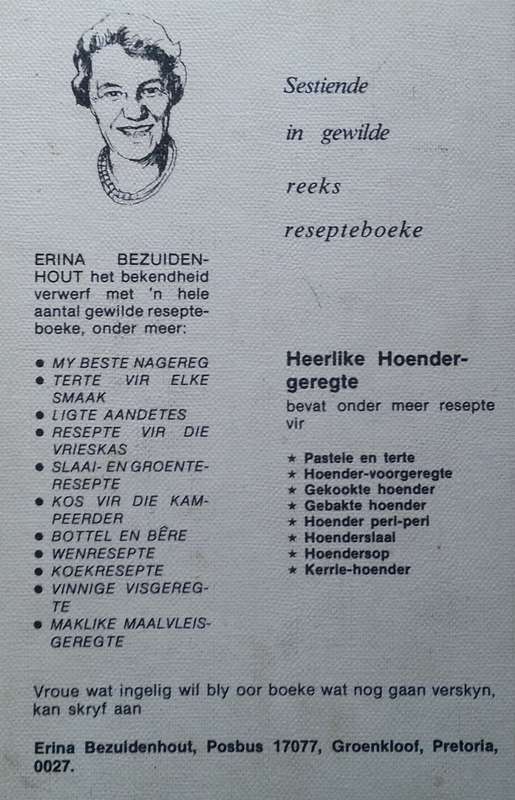 Sestiende
in gewilde
reeks
resepteboeke
ERINA BEZUIDEN-
HOUT het bekendheid
verwerf met 'n hele
aantal gewilde resepte-
boeke, onder meer:
● MY BESTE NAGEREG
● TERTE VIR ELKE
SMAAK
● LIGTE AANDETES
● RESEPTE VIR DIE
VRIESKAS
● SLAAI- EN GROENTE-
RESEPTE
● KOS VIR DIE KAM-
PEERDER
● BOTTEL EN BÊRE
● WENRESEPTE
● KOEKRESEPTE
● VINNIGE VISGEREG-
TE
● MAKLIKE MAALVLEIS-
GEREGTE
Heerlike Hoender-
geregte
bevat onder meer resepte
vir
★ Pasteie en terte
★ Hoender-voorgeregte
★ Gekookte hoender
★ Gebakte hoender
★ Hoender peri-peri
★ Hoenderslaai
★ Hoendersop
★ Kerrie-hoender
Vroue wat ingelig wil bly oor boeke wat nog gaan verskyn,
kan skryf aan
Erina Bezuidenhout, Posbus 17077, Groenkloof, Pretoria,
0027.